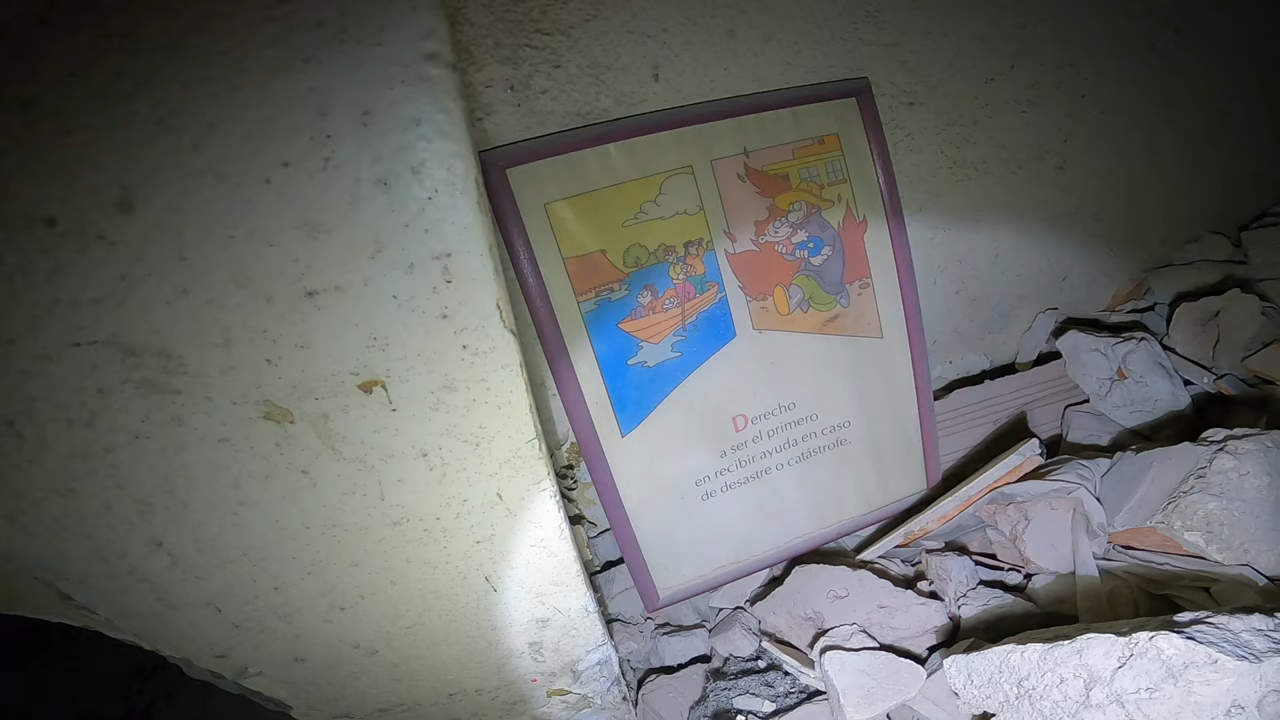 Derecho
a ser el primero
en recibir ayuda en caso
de desastre o catástrofe.